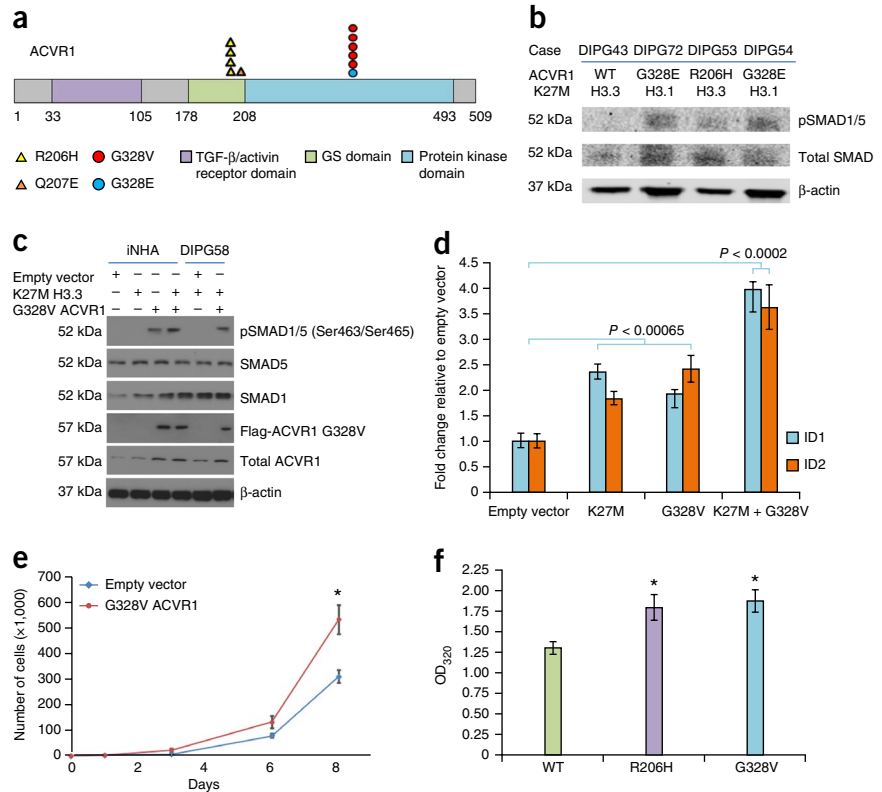 a
ACVR1
1 33 105 178 208 493 509
R206H G328V TGF-β/activin receptor domain GS domain Protein kinase domain
Q207E G328E
b
Case DIPG43 DIPG72 DIPG53 DIPG54
ACVR1 WT G328E R206H G328E
K27M H3.3 H3.1 H3.3 H3.1
52 kDa pSMAD1/5
52 kDa Total SMAD
37 kDa β-actin
c
iNHA DIPG58
Empty vector + – – – + –
K27M H3.3 – + – + + +
G328V ACVR1 – – + + – +
52 kDa pSMAD1/5 (Ser463/Ser465)
52 kDa SMAD5
52 kDa SMAD1
57 kDa Flag-ACVR1 G328V
57 kDa Total ACVR1
37 kDa β-actin
d
Fold change relative to empty vector
4.5
4.0
3.5
3.0
2.5
2.0
1.5
1.0
0.5
0
P < 0.0002
P < 0.00065
ID1
ID2
Empty vector K27M G328V K27M + G328V
e
Number of cells (×1,000)
700
600
500
400
300
200
100
0
Empty vector
G328V ACVR1
*
0 2 4 6 8
Days
f
OD320
2.25
2.00
1.75
1.50
1.25
1.00
0.75
0.50
0.25
0
* *
WT R206H G328V